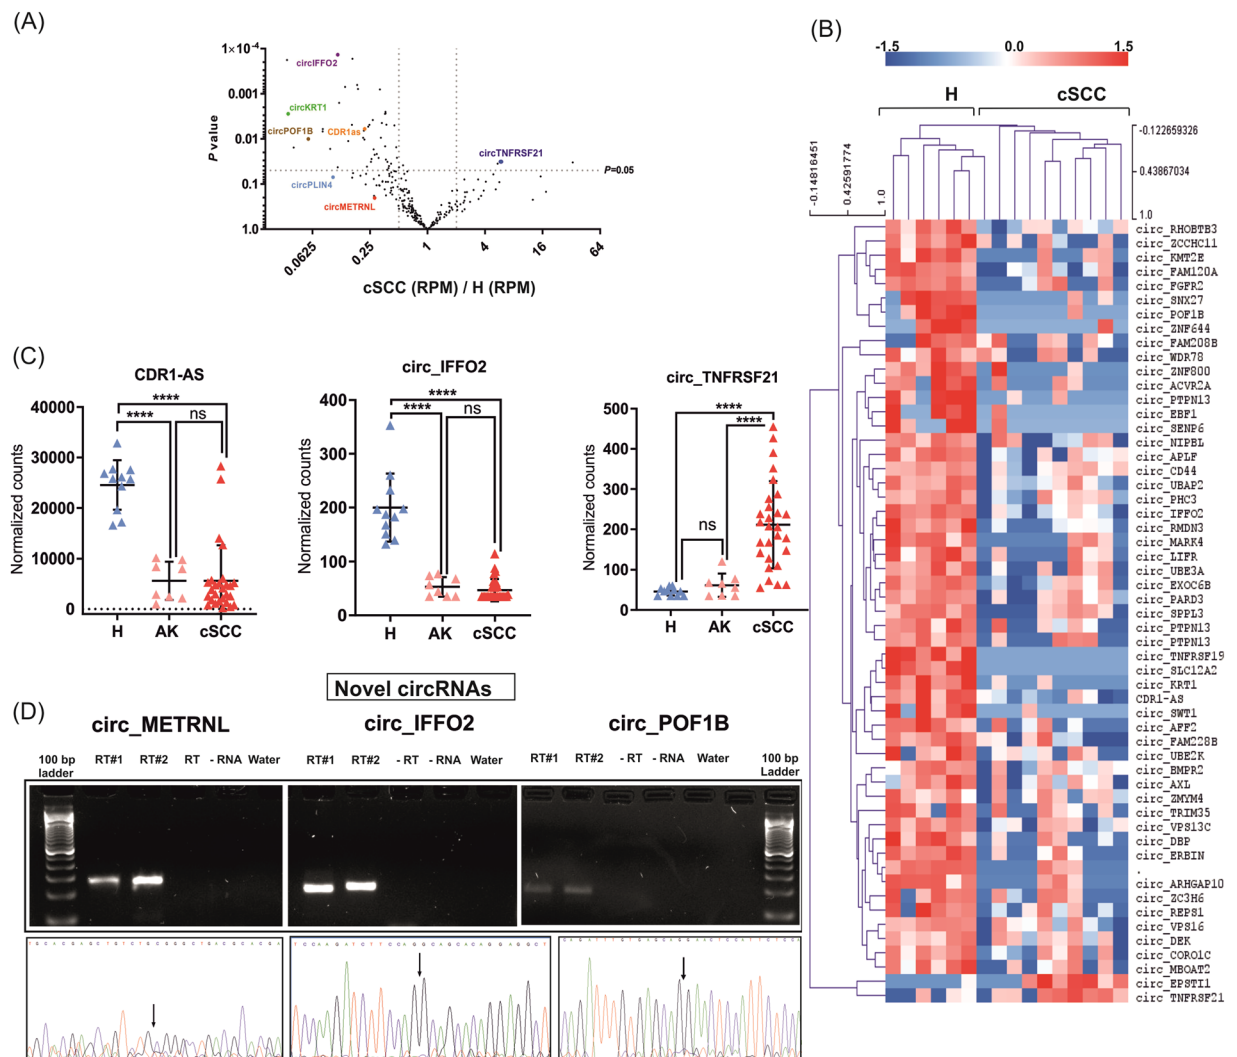 (A)
1×10⁻⁴
0.001
0.01
0.1
1.0
P value
circIFFO2
circKRT1
circPOF1B
CDR1as
circTNFRSF21
circPLIN4
circMETRNL
P=0.05
0.0625
0.25
1
4
16
64
cSCC (RPM) / H (RPM)
(B)
-1.5
0.0
1.5
H
cSCC
-0.122659326
0.43867034
1.0
-0.14816451
0.42591774
1.0
circ_RHOBTB3
circ_ZCCHC11
circ_KMT2E
circ_FAM120A
circ_FGFR2
circ_SNX27
circ_POF1B
circ_ZNF644
circ_FAM208B
circ_WDR78
circ_ZNF800
circ_ACVR2A
circ_PTPN13
circ_EBF1
circ_SENP6
circ_NIPBL
circ_APLF
circ_CD44
circ_UBAP2
circ_PHC3
circ_IFFO2
circ_RMDN3
circ_MARK4
circ_LIFR
circ_UBE3A
circ_EXOC6B
circ_PARD3
circ_SPPL3
circ_PTPN13
circ_PTPN13
circ_TNFRSF19
circ_SLC12A2
circ_KRT1
CDR1-AS
circ_SWT1
circ_AFF2
circ_FAM228B
circ_UBE2K
circ_BMPR2
circ_AXL
circ_ZMYM4
circ_TRIM35
circ_VPS13C
circ_DBP
circ_ERBIN
.
circ_ARHGAP10
circ_ZC3H6
circ_REPS1
circ_VPS16
circ_DEK
circ_CORO1C
circ_MBOAT2
circ_EPSTI1
circ_TNFRSF21
(C)
CDR1-AS
40000
30000
20000
10000
0
Normalized counts
****
****
ns
H
AK
cSCC
circ_IFFO2
400
300
200
100
0
Normalized counts
****
****
ns
H
AK
cSCC
circ_TNFRSF21
500
400
300
200
100
0
Normalized counts
****
****
ns
H
AK
cSCC
Novel circRNAs
(D)
circ_METRNL
circ_IFFO2
circ_POF1B
100 bp
ladder
RT#1 RT#2 RT - RNA Water
RT#1 RT#2 - RT - RNA Water
RT#1 RT#2 - RT - RNA Water
100 bp
Ladder
TGCAGGAGCTGTCTGCGGGCTGACGCACGA
TCCAAGATCTTCCAGGCAGCACAGGAGGCT